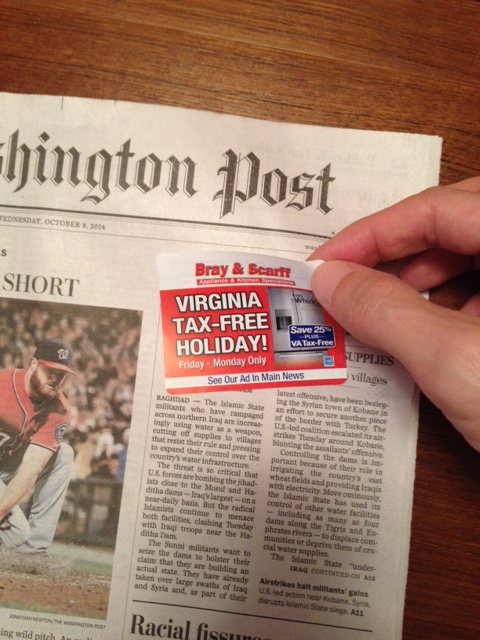 shington Post
WEDNESDAY, OCTOBER 8, 2014
SHORT
Bray & Scarff
Appliance & Kitchen Specialists
VIRGINIA
TAX-FREE
HOLIDAY!
Friday - Monday Only
Save 25%
PLUS
VA Tax-Free
See Our Ad In Main News
SUPPLIES
villages
BAGHDAD — The Islamic State
militants who have rampaged
across northern Iraq are increas-
ingly using water as a weapon,
cutting off supplies to villages
that resist their rule and pressing
to expand their control over the
country's water infrastructure.
The threat is so critical that
U.S. forces are bombing the jihad-
ists close to the Mosul and Ha-
ditha dams — Iraq's largest — on a
near-daily basis. But the radical
Islamists continue to menace
both facilities, clashing Tuesday
with Iraqi troops near the Ha-
ditha Dam.
The Sunni militants want to
seize the dams to bolster their
claim that they are building an
actual state. They have already
taken over large swaths of Iraq
and Syria and, as part of their
latest offensive, have been besieg-
ing the Syrian town of Kobane in
an effort to secure another piece
of the border with Turkey. The
U.S.-led coalition escalated its air-
strikes Tuesday around Kobane,
blunting the assailants' offensive.
Controlling the dams is im-
portant because of their role in
irrigating the country's vast
wheat fields and providing Iraqis
with electricity. More ominously,
the Islamic State has used its
control of other water facilities
— including as many as four
dams along the Tigris and Eu-
phrates rivers — to displace com-
munities or deprive them of cru-
cial water supplies.
The Islamic State "under-
IRAQ CONTINUED ON A12
Airstrikes halt militants' gains
U.S.-led action near Kobane, Syria,
disrupts Islamic State siege. A11
JONATHAN NEWTON/THE WASHINGTON POST
ing wild pitch. An
Racial fissures